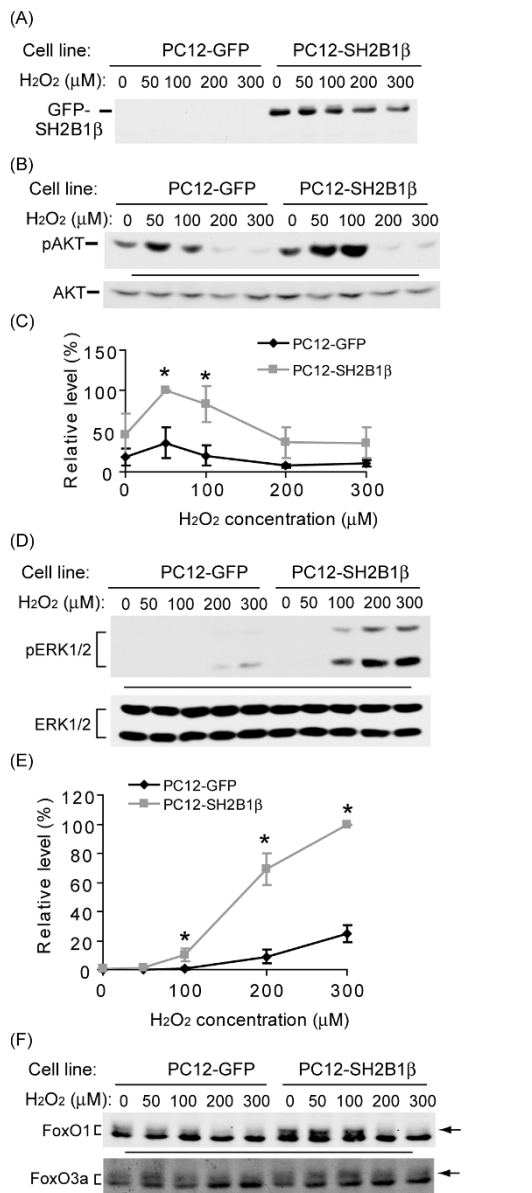 (A)
Cell line: PC12-GFP PC12-SH2B1β
H2O2 (μM): 0 50 100 200 300 0 50 100 200 300
GFP-
SH2B1β
(B)
Cell line: PC12-GFP PC12-SH2B1β
H2O2 (μM): 0 50 100 200 300 0 50 100 200 300
pAKT
AKT
(C)
Relative level (%)
150
100
50
0
* *
PC12-GFP
PC12-SH2B1β
0 100 200 300
H2O2 concentration (μM)
(D)
Cell line: PC12-GFP PC12-SH2B1β
H2O2 (μM): 0 50 100 200 300 0 50 100 200 300
pERK1/2
ERK1/2
(E)
Relative level (%)
120
100
80
60
40
20
0
PC12-GFP
PC12-SH2B1β
* * *
0 100 200 300
H2O2 concentration (μM)
(F)
Cell line: PC12-GFP PC12-SH2B1β
H2O2 (μM): 0 50 100 200 300 0 50 100 200 300
FoxO1
FoxO3a